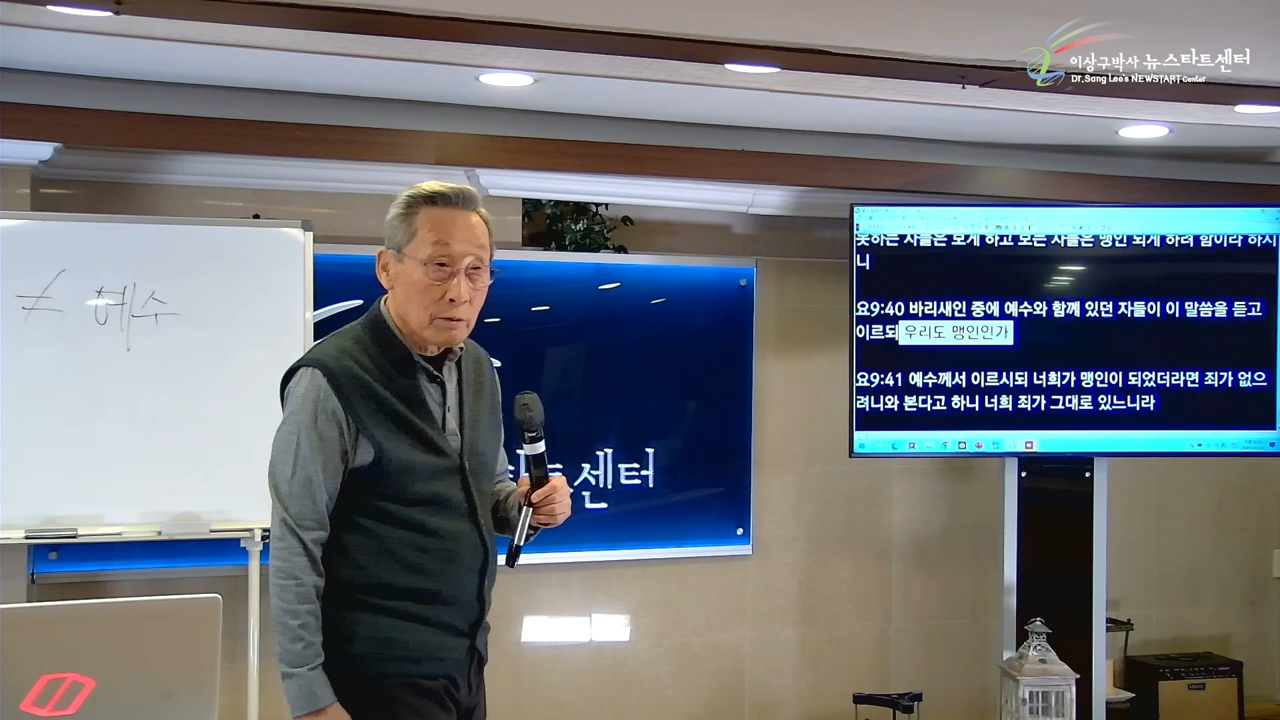 이상구박사 뉴스타트센터
Dr. Sang Lee's NEWSTART Center
≠ 예수
못하는 자들은 보게 하고 보는 자들은 맹인 되게 하려 함이라 하시
니
요9:40 바리새인 중에 예수와 함께 있던 자들이 이 말씀을 듣고
이르되 우리도 맹인인가
요9:41 예수께서 이르시되 너희가 맹인이 되었더라면 죄가 없으
려니와 본다고 하니 너희 죄가 그대로 있느니라
트센터